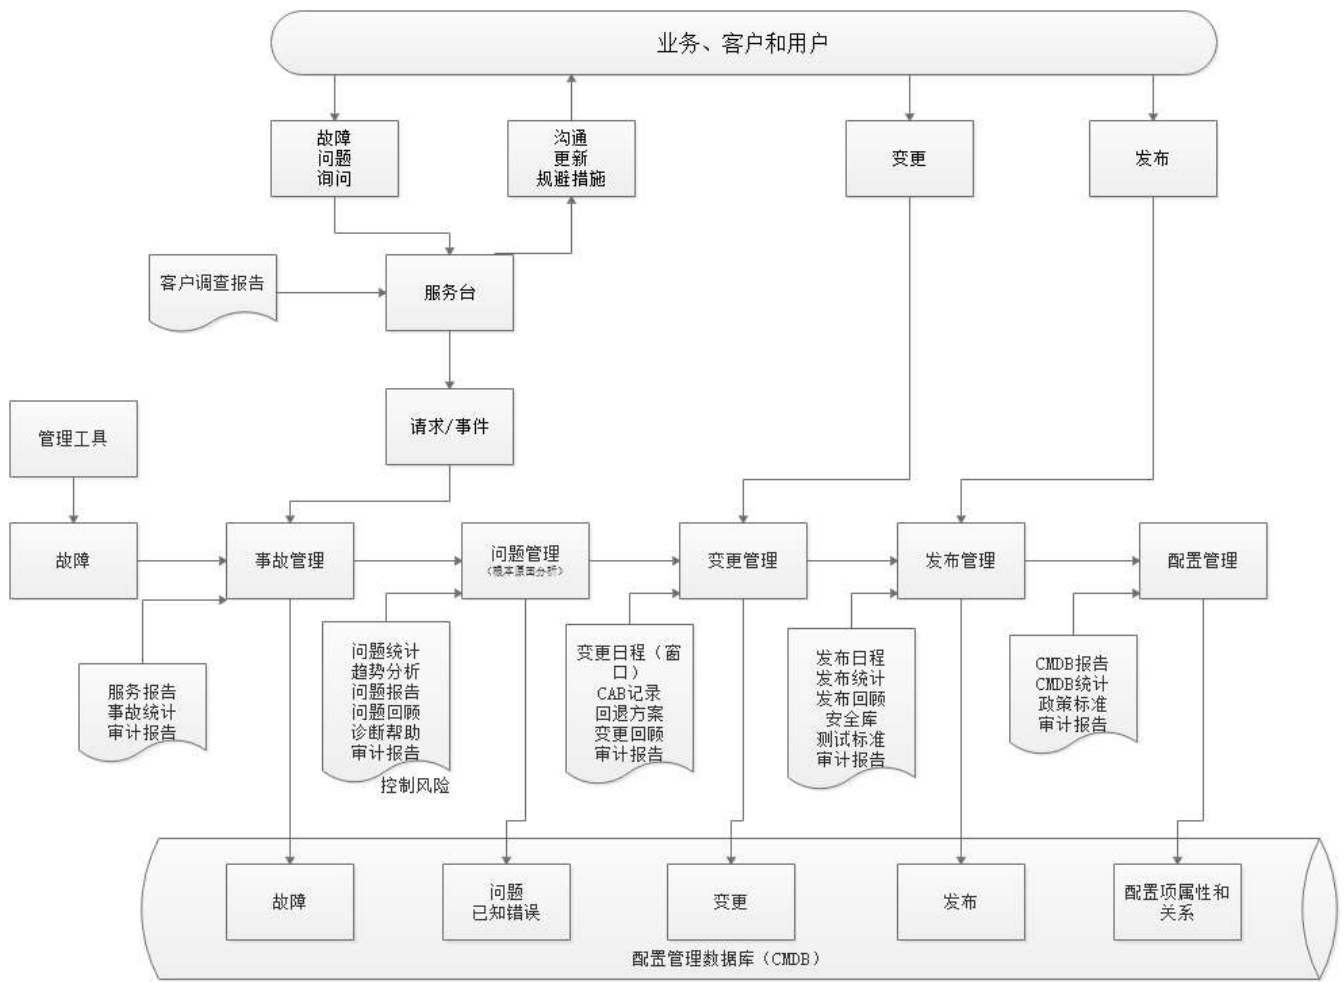 业务、客户和用户
故障
问题
询问
沟通
更新
规避措施
变更
发布
客户调查报告
服务台
请求/事件
管理工具
故障
事故管理
问题管理
(根本原因分析)
变更管理
发布管理
配置管理
服务报告
事故统计
审计报告
问题统计
趋势分析
问题报告
问题回顾
诊断帮助
审计报告
控制风险
变更日程（窗
口）
CAB记录
回退方案
变更回顾
审计报告
发布日程
发布统计
发布回顾
安全库
测试标准
审计报告
CMDB报告
CMDB统计
政策标准
审计报告
故障
问题
已知错误
变更
发布
配置项属性和
关系
配置管理数据库（CMDB）